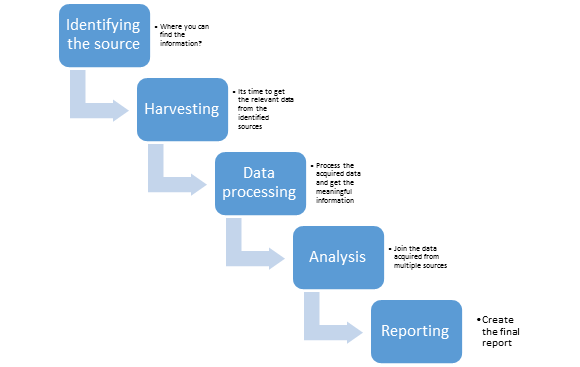 Identifying
the source
• Where you can
find the
information?
Harvesting
• Its time to get
the relevant data
from the
identified
sources
Data
processing
• Process the
acquired data
and get the
meaningful
information
Analysis
• Join the data
acquired from
multiple sources
Reporting
• Create
the final
report